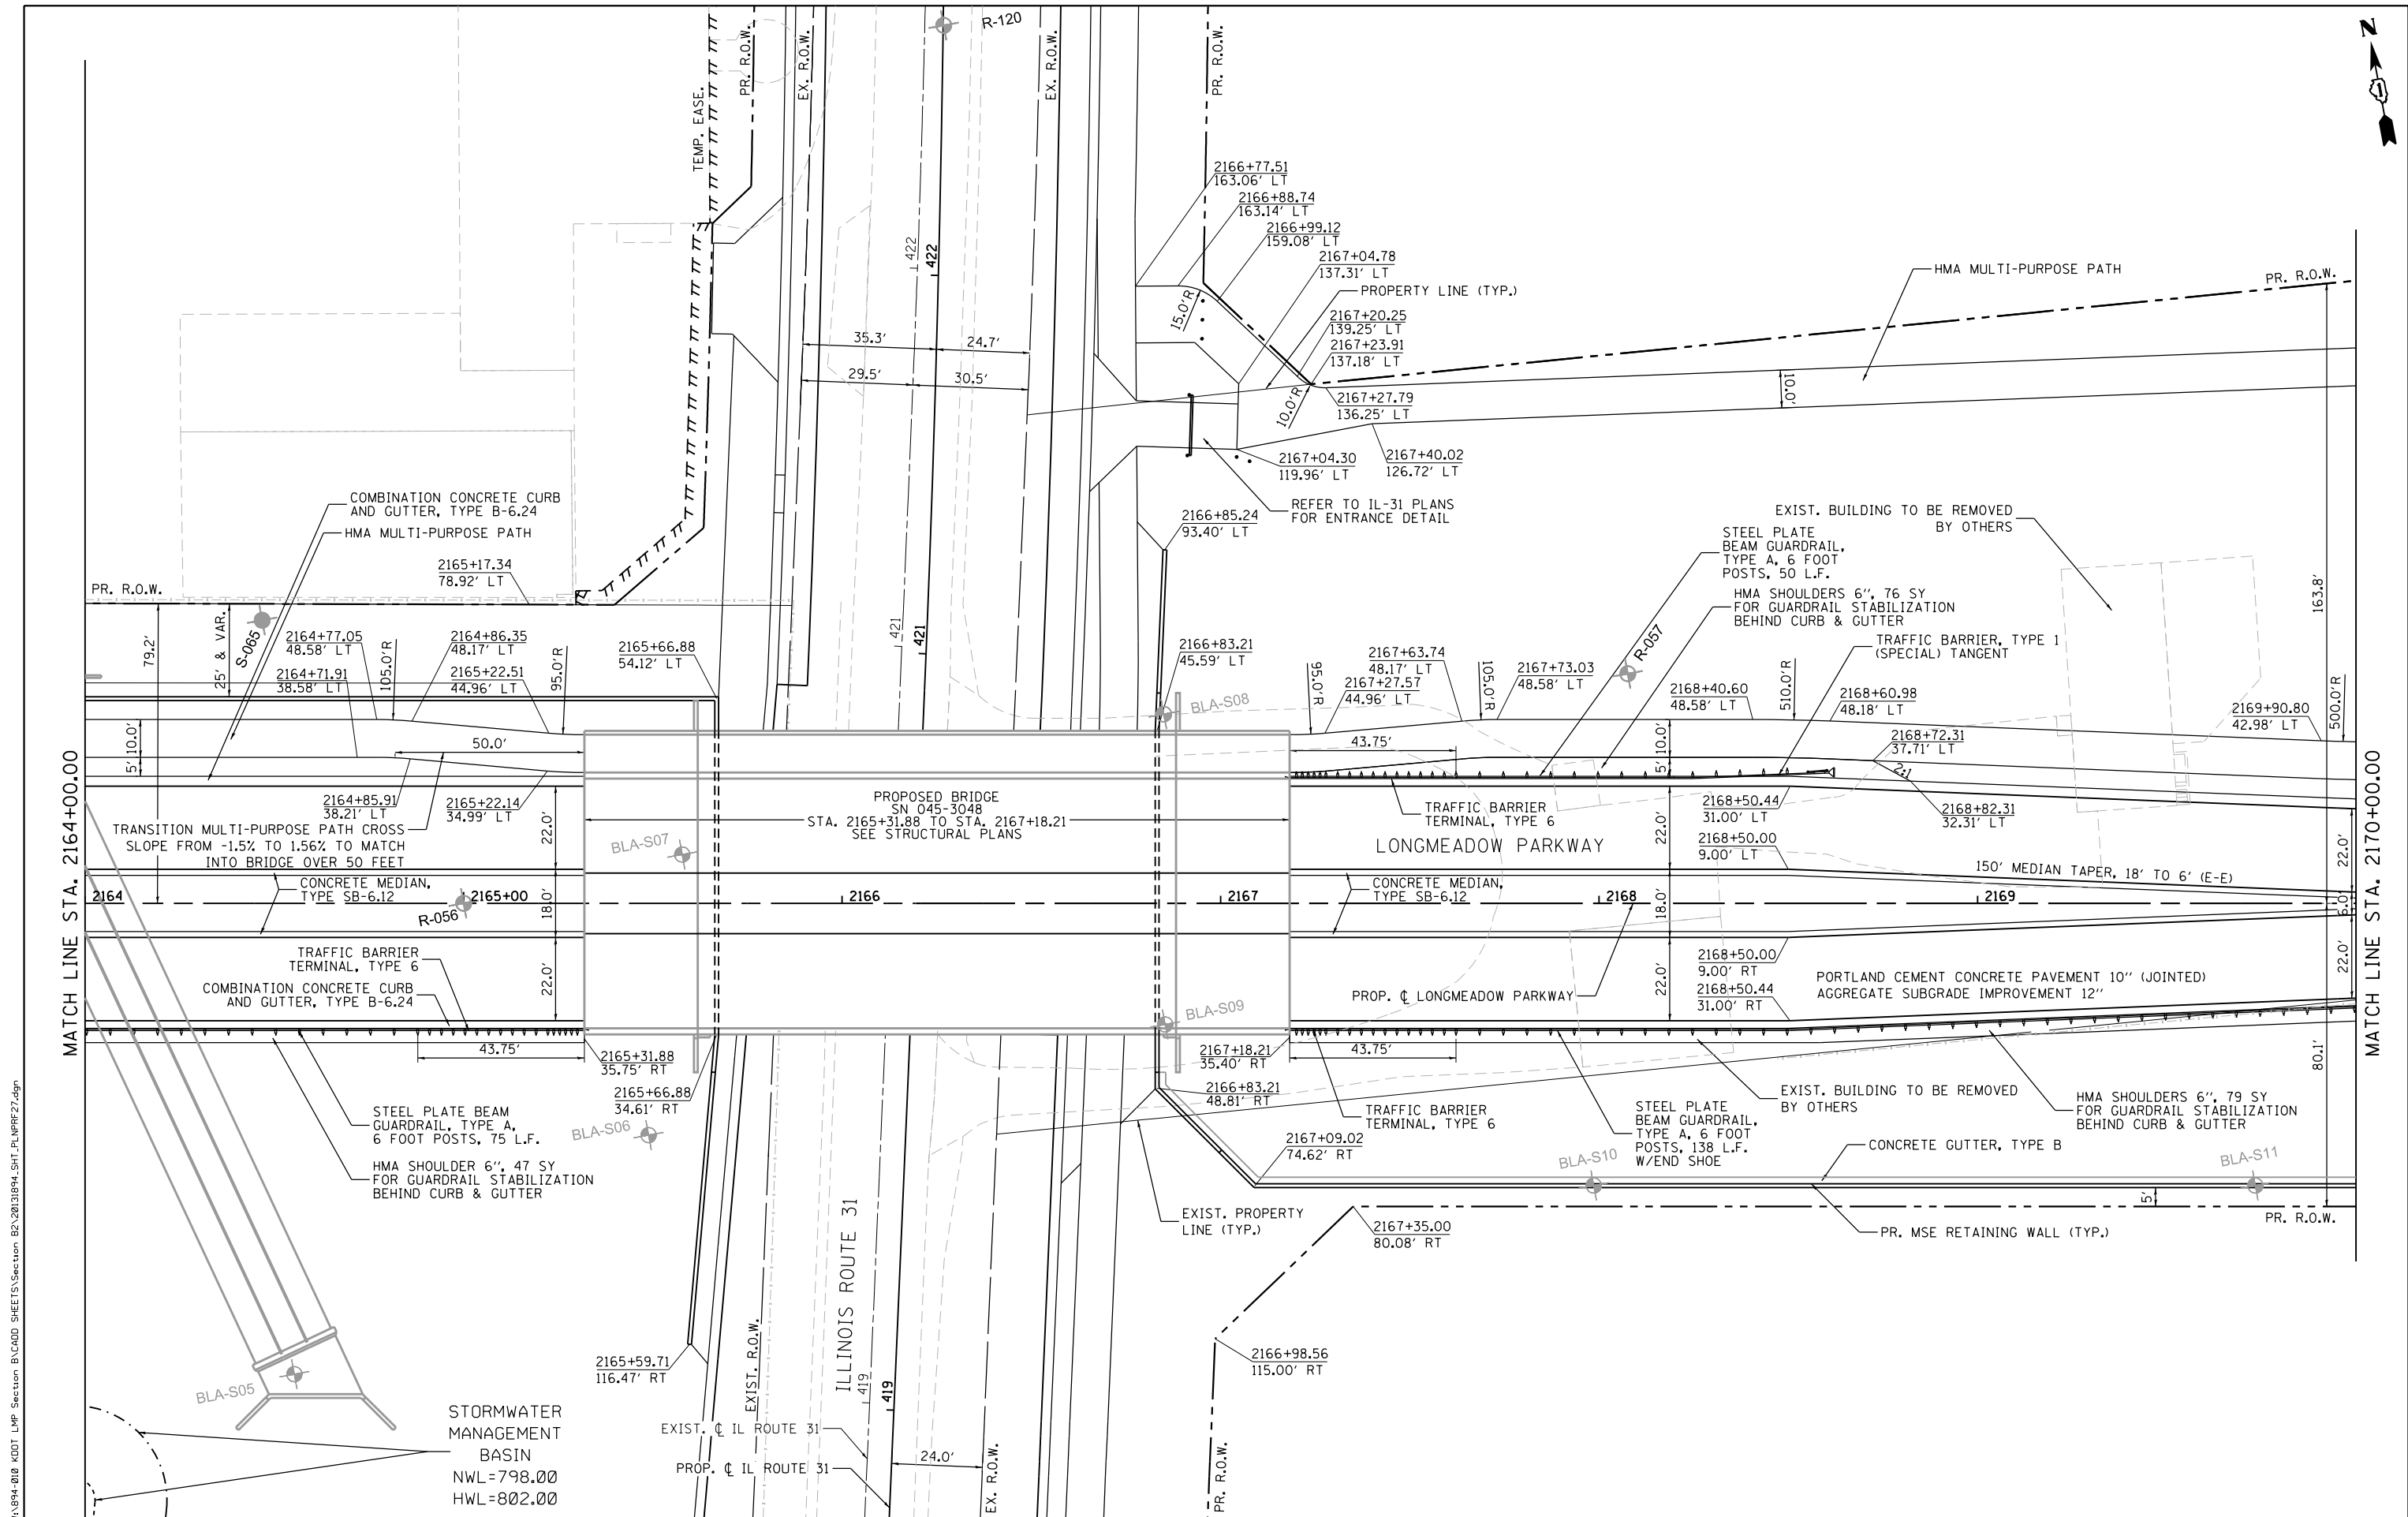 R-120
N
TEMP. EASE.
PR. R.O.W.
EX. R.O.W.
EX. R.O.W.
PR. R.O.W.
2166+77.51
163.06' LT
2166+88.74
163.14' LT
2166+99.12
159.08' LT
2167+04.78
137.31' LT
PROPERTY LINE (TYP.)
15.0'R
2167+20.25
139.25' LT
2167+23.91
137.18' LT
10.0'R
2167+27.79
136.25' LT
2167+04.30
119.96' LT
2167+40.02
126.72' LT
HMA MULTI-PURPOSE PATH
PR. R.O.W.
10.0'
422
422
35.3'
24.7'
29.5'
30.5'
REFER TO IL-31 PLANS
FOR ENTRANCE DETAIL
2166+85.24
93.40' LT
EXIST. BUILDING TO BE REMOVED
BY OTHERS
STEEL PLATE
BEAM GUARDRAIL,
TYPE A, 6 FOOT
POSTS, 50 L.F.
HMA SHOULDERS 6", 76 SY
FOR GUARDRAIL STABILIZATION
BEHIND CURB & GUTTER
TRAFFIC BARRIER, TYPE 1
(SPECIAL) TANGENT
163.8'
COMBINATION CONCRETE CURB
AND GUTTER, TYPE B-6.24
HMA MULTI-PURPOSE PATH
2165+17.34
78.92' LT
PR. R.O.W.
79.2'
25' & VAR.
S-065
2164+77.05
48.58' LT
2164+71.91
38.58' LT
105.0'R
2164+86.35
48.17' LT
2165+22.51
44.96' LT
95.0'R
2165+66.88
54.12' LT
421
421
2166+83.21
45.59' LT
BLA-S08
95.0'R
2167+63.74
48.17' LT
2167+27.57
44.96' LT
105.0'R
2167+73.03
48.58' LT
R-057
2168+40.60
48.58' LT
510.0'R
2168+60.98
48.18' LT
2169+90.80
42.98' LT
500.0'R
2168+72.31
37.71' LT
2:1
2168+82.31
32.31' LT
5' 10.0'
50.0'
43.75'
5' 10.0'
2164+85.91
38.21' LT
2165+22.14
34.99' LT
TRANSITION MULTI-PURPOSE PATH CROSS
SLOPE FROM -1.5% TO 1.56% TO MATCH
INTO BRIDGE OVER 50 FEET
22.0'
BLA-S07
PROPOSED BRIDGE
SN 045-3048
STA. 2165+31.88 TO STA. 2167+18.21
SEE STRUCTURAL PLANS
TRAFFIC BARRIER
TERMINAL, TYPE 6
LONGMEADOW PARKWAY
22.0'
2168+50.44
31.00' LT
2168+50.00
9.00' LT
150' MEDIAN TAPER, 18' TO 6' (E-E)
22.0'
MATCH LINE STA. 2164+00.00
MATCH LINE STA. 2170+00.00
CONCRETE MEDIAN,
TYPE SB-6.12
2164
R-056
2165+00
18.0'
2166
2167
CONCRETE MEDIAN,
TYPE SB-6.12
2168
18.0'
2169
6.0'
TRAFFIC BARRIER
TERMINAL, TYPE 6
COMBINATION CONCRETE CURB
AND GUTTER, TYPE B-6.24
22.0'
PROP. ℄ LONGMEADOW PARKWAY
22.0'
2168+50.00
9.00' RT
2168+50.44
31.00' RT
PORTLAND CEMENT CONCRETE PAVEMENT 10" (JOINTED)
AGGREGATE SUBGRADE IMPROVEMENT 12"
22.0'
BLA-S09
43.75'
2165+31.88
35.75' RT
2165+66.88
34.61' RT
BLA-S06
2167+18.21
35.40' RT
43.75'
2166+83.21
48.81' RT
TRAFFIC BARRIER
TERMINAL, TYPE 6
2167+09.02
74.62' RT
STEEL PLATE
BEAM GUARDRAIL,
TYPE A, 6 FOOT
POSTS, 138 L.F.
W/END SHOE
EXIST. BUILDING TO BE REMOVED
BY OTHERS
HMA SHOULDERS 6", 79 SY
FOR GUARDRAIL STABILIZATION
BEHIND CURB & GUTTER
80.1'
STEEL PLATE BEAM
GUARDRAIL, TYPE A,
6 FOOT POSTS, 75 L.F.
HMA SHOULDER 6", 47 SY
FOR GUARDRAIL STABILIZATION
BEHIND CURB & GUTTER
BLA-S10
CONCRETE GUTTER, TYPE B
BLA-S11
5'
EXIST. PROPERTY
LINE (TYP.)
2167+35.00
80.08' RT
PR. MSE RETAINING WALL (TYP.)
PR. R.O.W.
ILLINOIS ROUTE 31
2165+59.71
116.47' RT
EXIST. R.O.W.
419
419
2166+98.56
115.00' RT
BLA-S05
STORMWATER
MANAGEMENT
BASIN
NWL=798.00
HWL=802.00
EXIST. ℄ IL ROUTE 31
PROP. ℄ IL ROUTE 31
24.0'
EX. R.O.W.
PR. R.O.W.